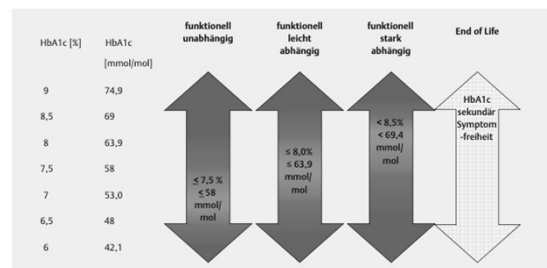 funktionell unabhängig
funktionell leicht abhängig
funktionell stark abhängig
End of Life
HbA1c [%]
HbA1c [mmol/mol]
9 74,9
8,5 69
8 63,9
7,5 58
7 53,0
6,5 48
6 42,1
≤ 7,5 %
≤58
mmol/
mol
≤ 8,0%
≤ 63,9
mmol/
mol
< 8,5%
< 69,4
mmol/
mol
HbA1c
sekundär
Symptom
-freiheit